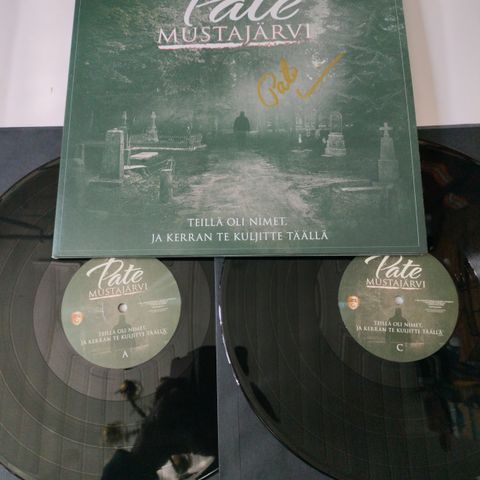 Pate
MUSTAJÄRVI
Pate
TEILLÄ OLI NIMET,
JA KERRAN TE KULJITTE TÄÄLLÄ
Pate
MUSTAJÄRVI
TEILLÄ OLI NIMET,
JA KERRAN TE KULJITTE TÄÄLLÄ
A
Pate
MUSTAJÄRVI
TEILLÄ OLI NIMET,
JA KERRAN TE KULJITTE TÄÄLLÄ
C